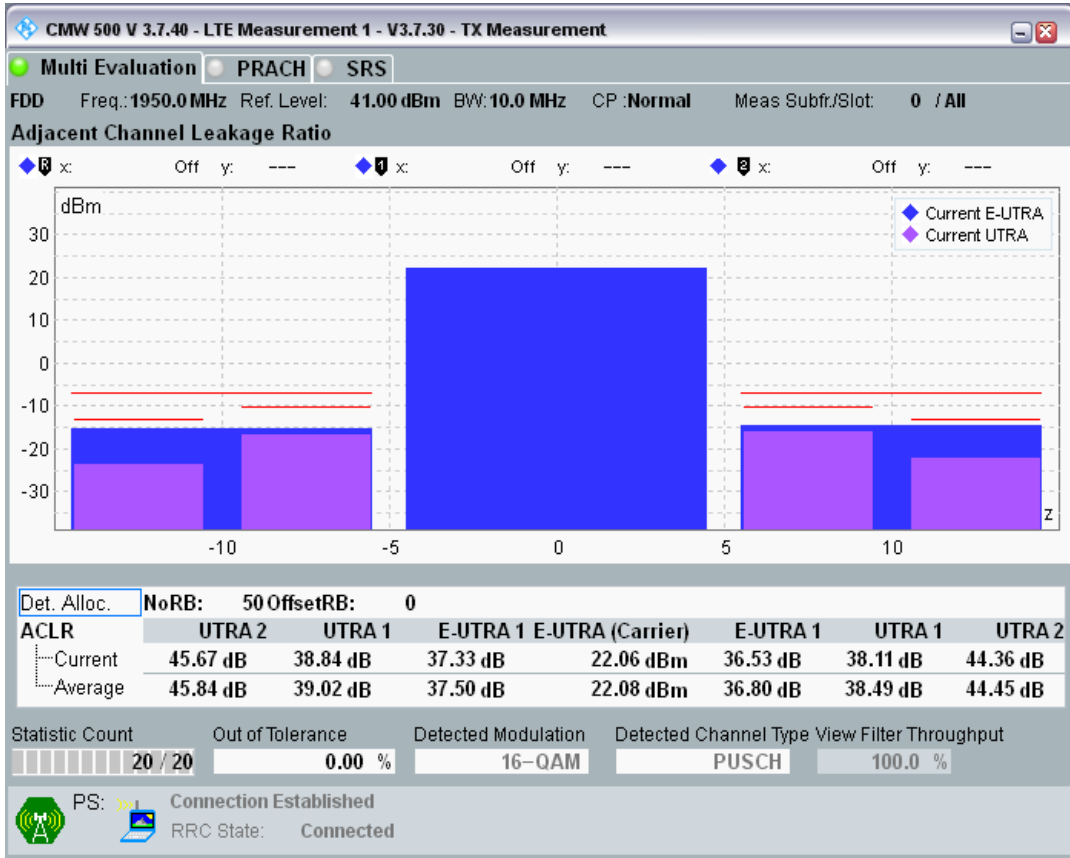 CMW 500 V 3.7.40 - LTE Measurement 1 - V3.7.30 - TX Measurement
Multi Evaluation PRACH SRS
FDD Freq.: 1950.0 MHz Ref. Level: 41.00 dBm BW: 10.0 MHz CP :Normal Meas Subfr./Slot: 0 / All
Adjacent Channel Leakage Ratio
R x: Off y: --- 1 x: Off y: --- 2 x: Off y: ---
dBm
Current E-UTRA
Current UTRA
30
20
10
0
-10
-20
-30
z
-10 -5 0 5 10
Det. Alloc. NoRB: 50 OffsetRB: 0
ACLR UTRA 2 UTRA 1 E-UTRA 1 E-UTRA (Carrier) E-UTRA 1 UTRA 1 UTRA 2
Current 45.67 dB 38.84 dB 37.33 dB 22.06 dBm 36.53 dB 38.11 dB 44.36 dB
Average 45.84 dB 39.02 dB 37.50 dB 22.08 dBm 36.80 dB 38.49 dB 44.45 dB
Statistic Count Out of Tolerance Detected Modulation Detected Channel Type View Filter Throughput
20 / 20 0.00 % 16-QAM PUSCH 100.0 %
PS: Connection Established
RRC State: Connected